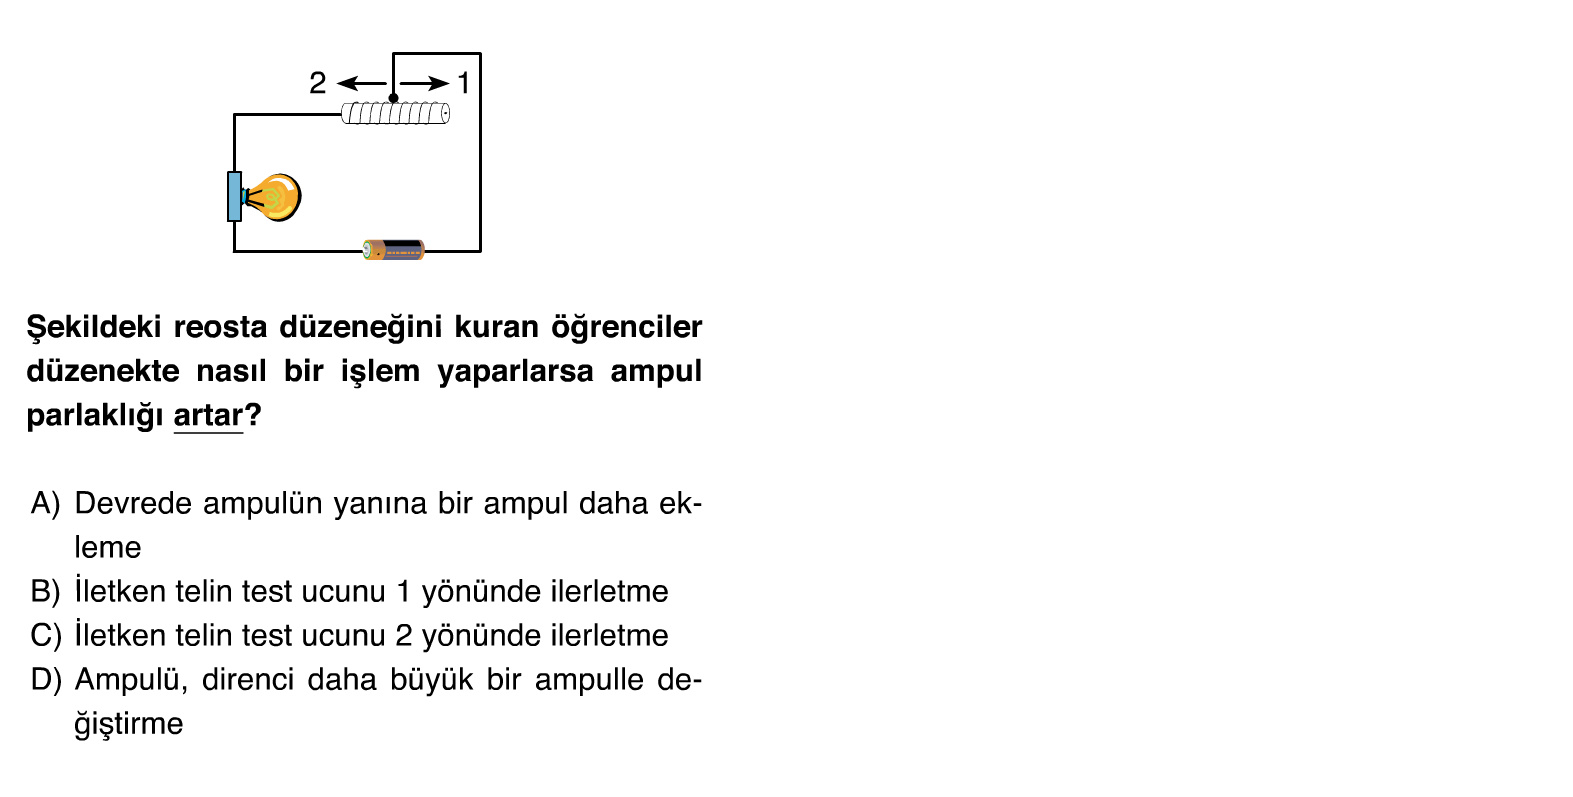 2 1
Şekildeki reosta düzeneğini kuran öğrenciler
düzenekte nasıl bir işlem yaparlarsa ampul
parlaklığı artar?
A) Devrede ampulün yanına bir ampul daha ek-
leme
B) İletken telin test ucunu 1 yönünde ilerletme
C) İletken telin test ucunu 2 yönünde ilerletme
D) Ampulü, direnci daha büyük bir ampulle de-
ğiştirme